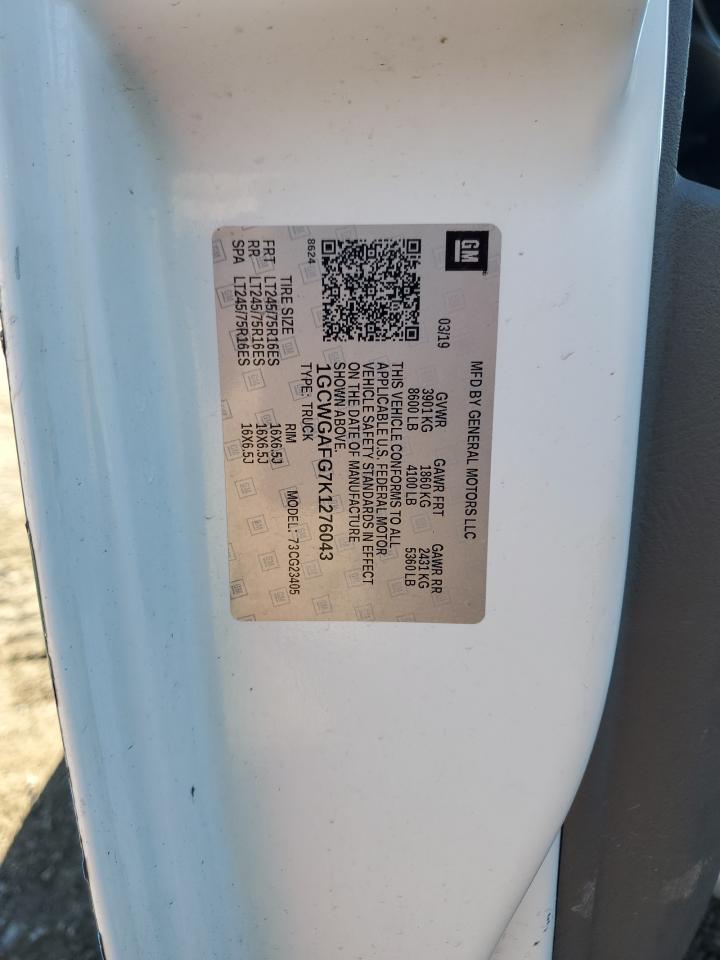 GM
MFD BY GENERAL MOTORS LLC
03/19
GVWR GAWR FRT GAWR RR
3901 KG 1860 KG 2431 KG
8600 LB 4100 LB 5360 LB
THIS VEHICLE CONFORMS TO ALL
APPLICABLE U.S. FEDERAL MOTOR
VEHICLE SAFETY STANDARDS IN EFFECT
ON THE DATE OF MANUFACTURE
SHOWN ABOVE.
1GCWGAFG7K1276043
8624
TYPE: TRUCK MODEL: 73CG23405
TIRE SIZE RIM
FRT LT245/75R16ES 16X6.5J
RR LT245/75R16ES 16X6.5J
SPA LT245/75R16ES 16X6.5J